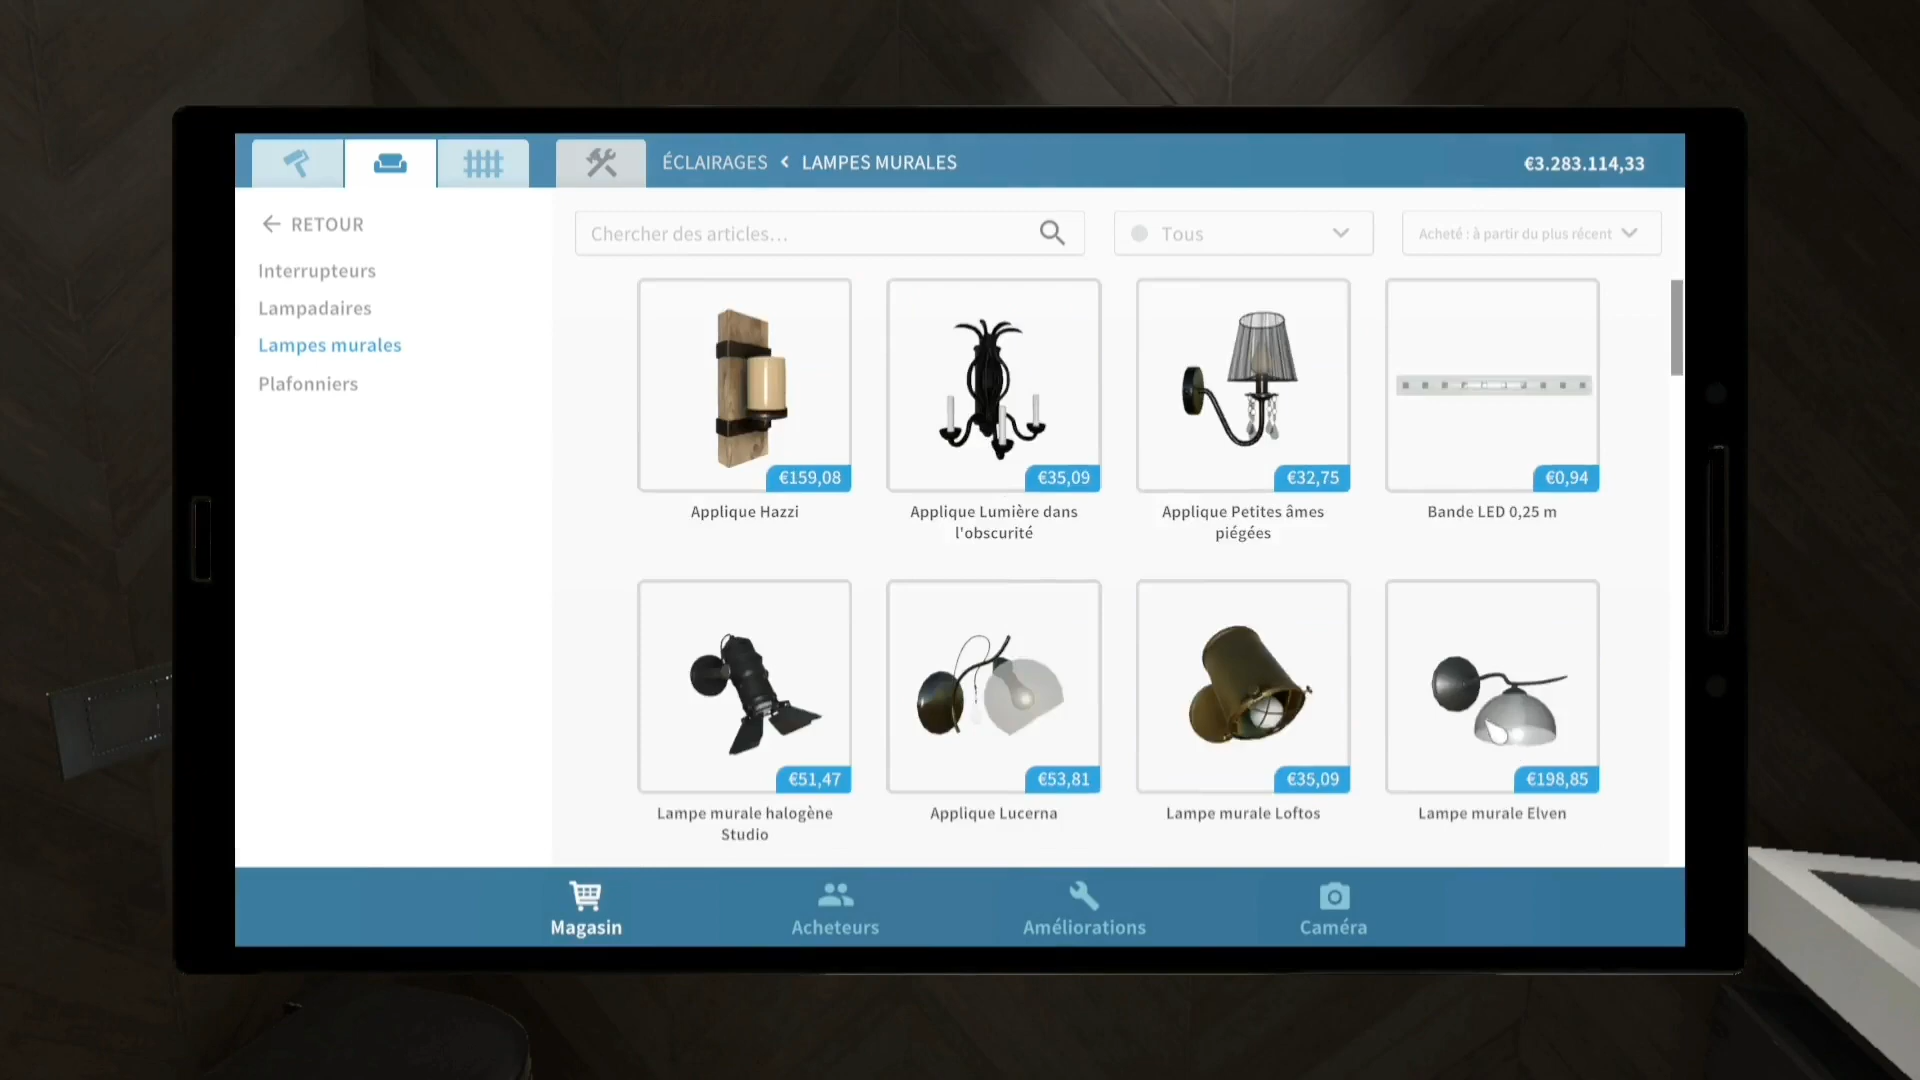 ÉCLAIRAGES < LAMPES MURALES
€3.283.114,33
RETOUR
Interrupteurs
Lampadaires
Lampes murales
Plafonniers
Chercher des articles...
Tous
Acheté : à partir du plus récent
€159,08
€35,09
€32,75
€0,94
Applique Hazzi
Applique Lumière dans
l'obscurité
Applique Petites âmes
piégées
Bande LED 0,25 m
€51,47
€53,81
€35,09
€198,85
Lampe murale halogène
Studio
Applique Lucerna
Lampe murale Loftos
Lampe murale Elven
Magasin
Acheteurs
Améliorations
Caméra